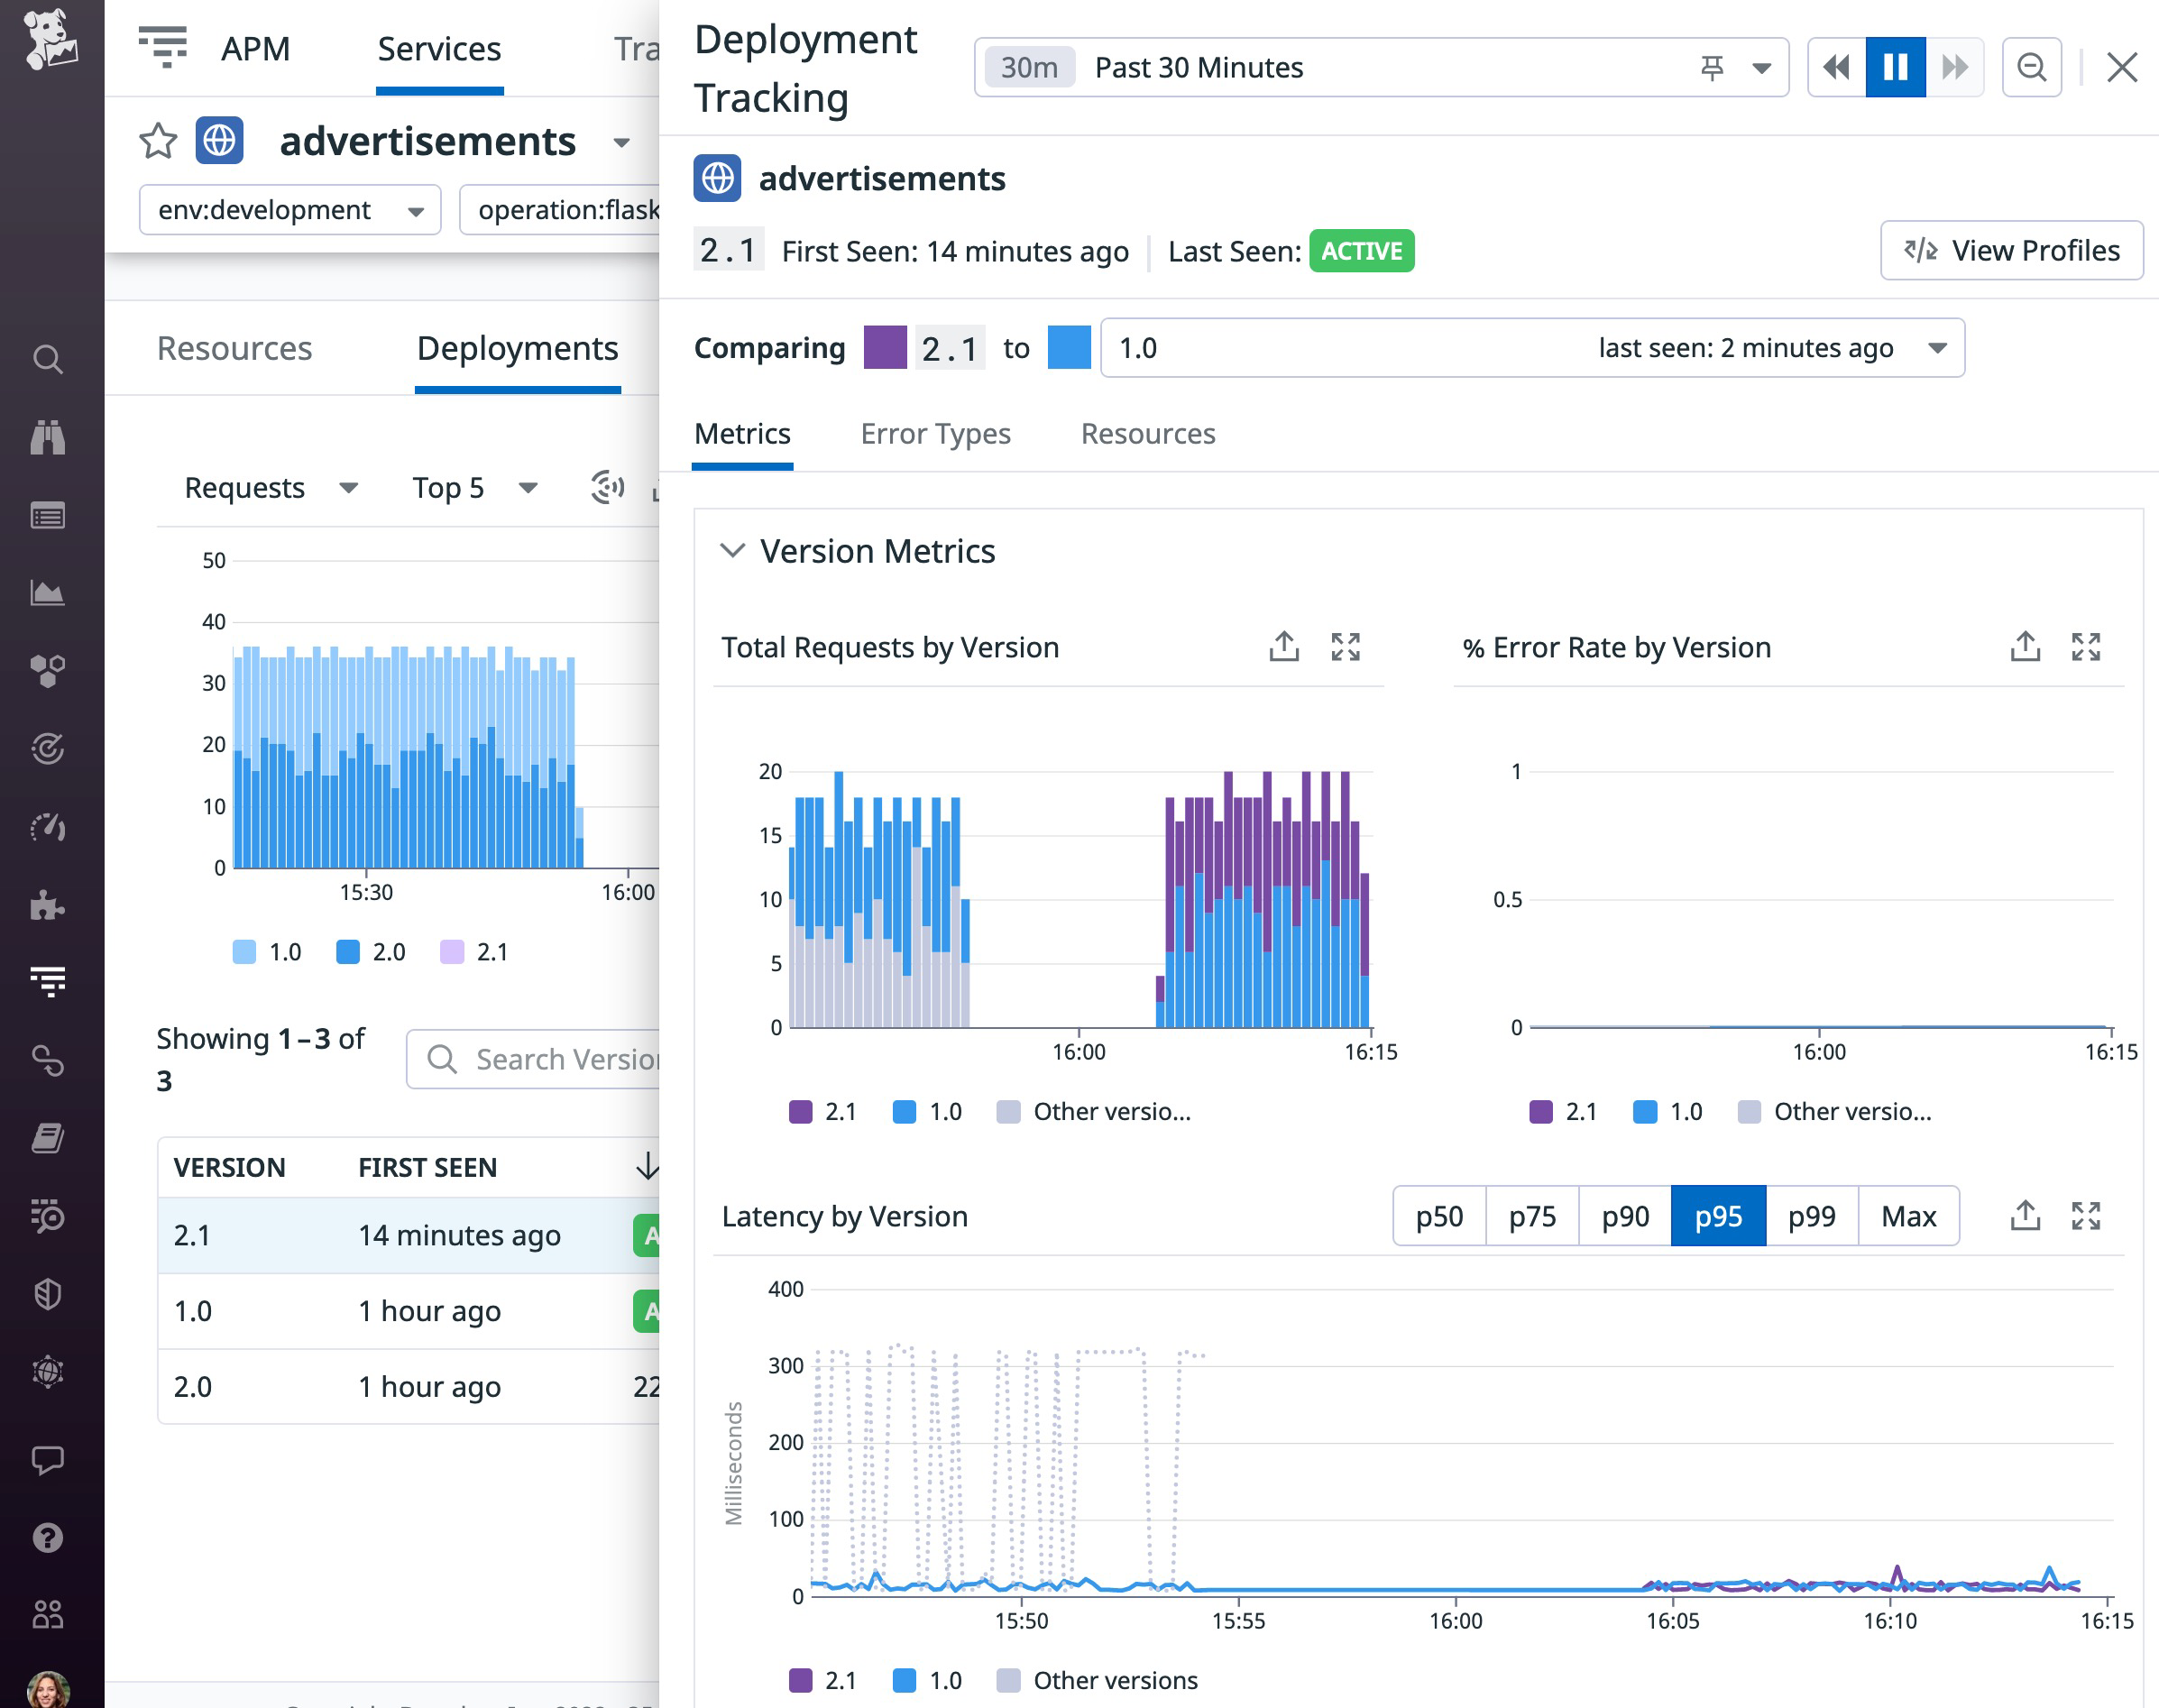 APM
Services
Tra
advertisements
env:development
operation:flask
Resources
Deployments
Requests
Top 5
50
40
30
20
10
0
15:30
16:00
1.0
2.0
2.1
Showing 1–3 of
3
Search Version
VERSION
FIRST SEEN
2.1
14 minutes ago
A
1.0
1 hour ago
A
2.0
1 hour ago
22
Deployment
Tracking
30m
Past 30 Minutes
advertisements
2.1
First Seen: 14 minutes ago
Last Seen: ACTIVE
View Profiles
Comparing 2.1 to 1.0
last seen: 2 minutes ago
Metrics
Error Types
Resources
Version Metrics
Total Requests by Version
20
15
10
5
0
16:00
16:15
2.1
1.0
Other versio...
% Error Rate by Version
1
0.5
0
16:00
16:15
2.1
1.0
Other versio...
Latency by Version
p50
p75
p90
p95
p99
Max
Milliseconds
400
300
200
100
0
15:50
15:55
16:00
16:05
16:10
16:15
2.1
1.0
Other versions